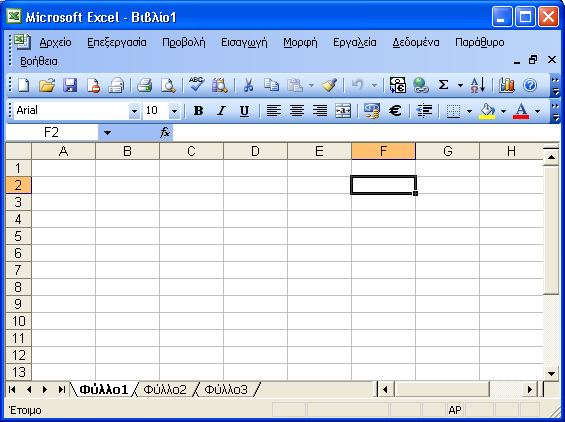 Microsoft Excel - Βιβλίο1
Αρχείο Επεξεργασία Προβολή Εισαγωγή Μορφή Εργαλεία Δεδομένα Παράθυρο
Βοήθεια
Arial 10 B I U
F2 fx
A B C D E F G H
1
2
3
4
5
6
7
8
9
10
11
12
13
Φύλλο1 Φύλλο2 Φύλλο3
Έτοιμο AP